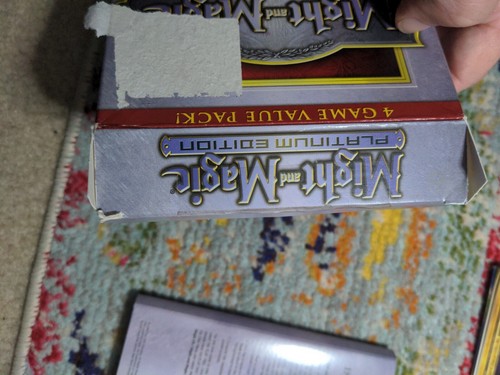 Might and Magic
PLATINUM EDITION
4 GAME VALUE PACK!
Might and Magic